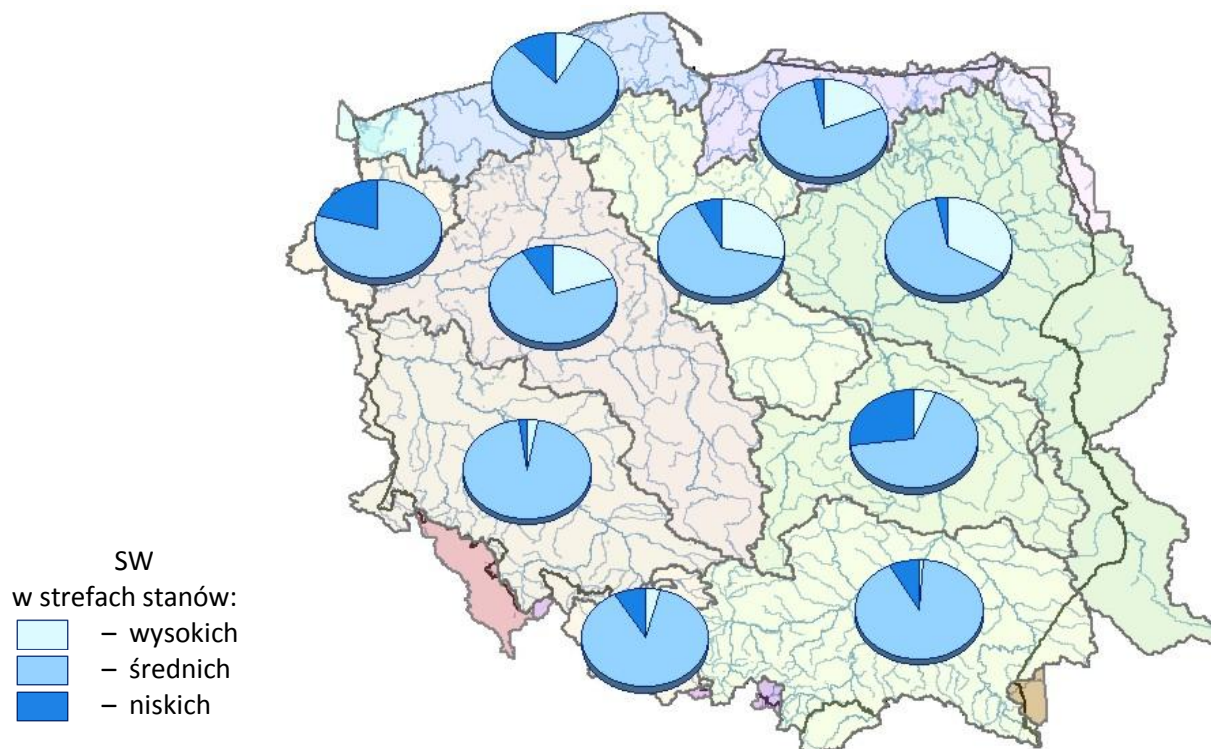 SW
w strefach stanów:
– wysokich
– średnich
– niskich